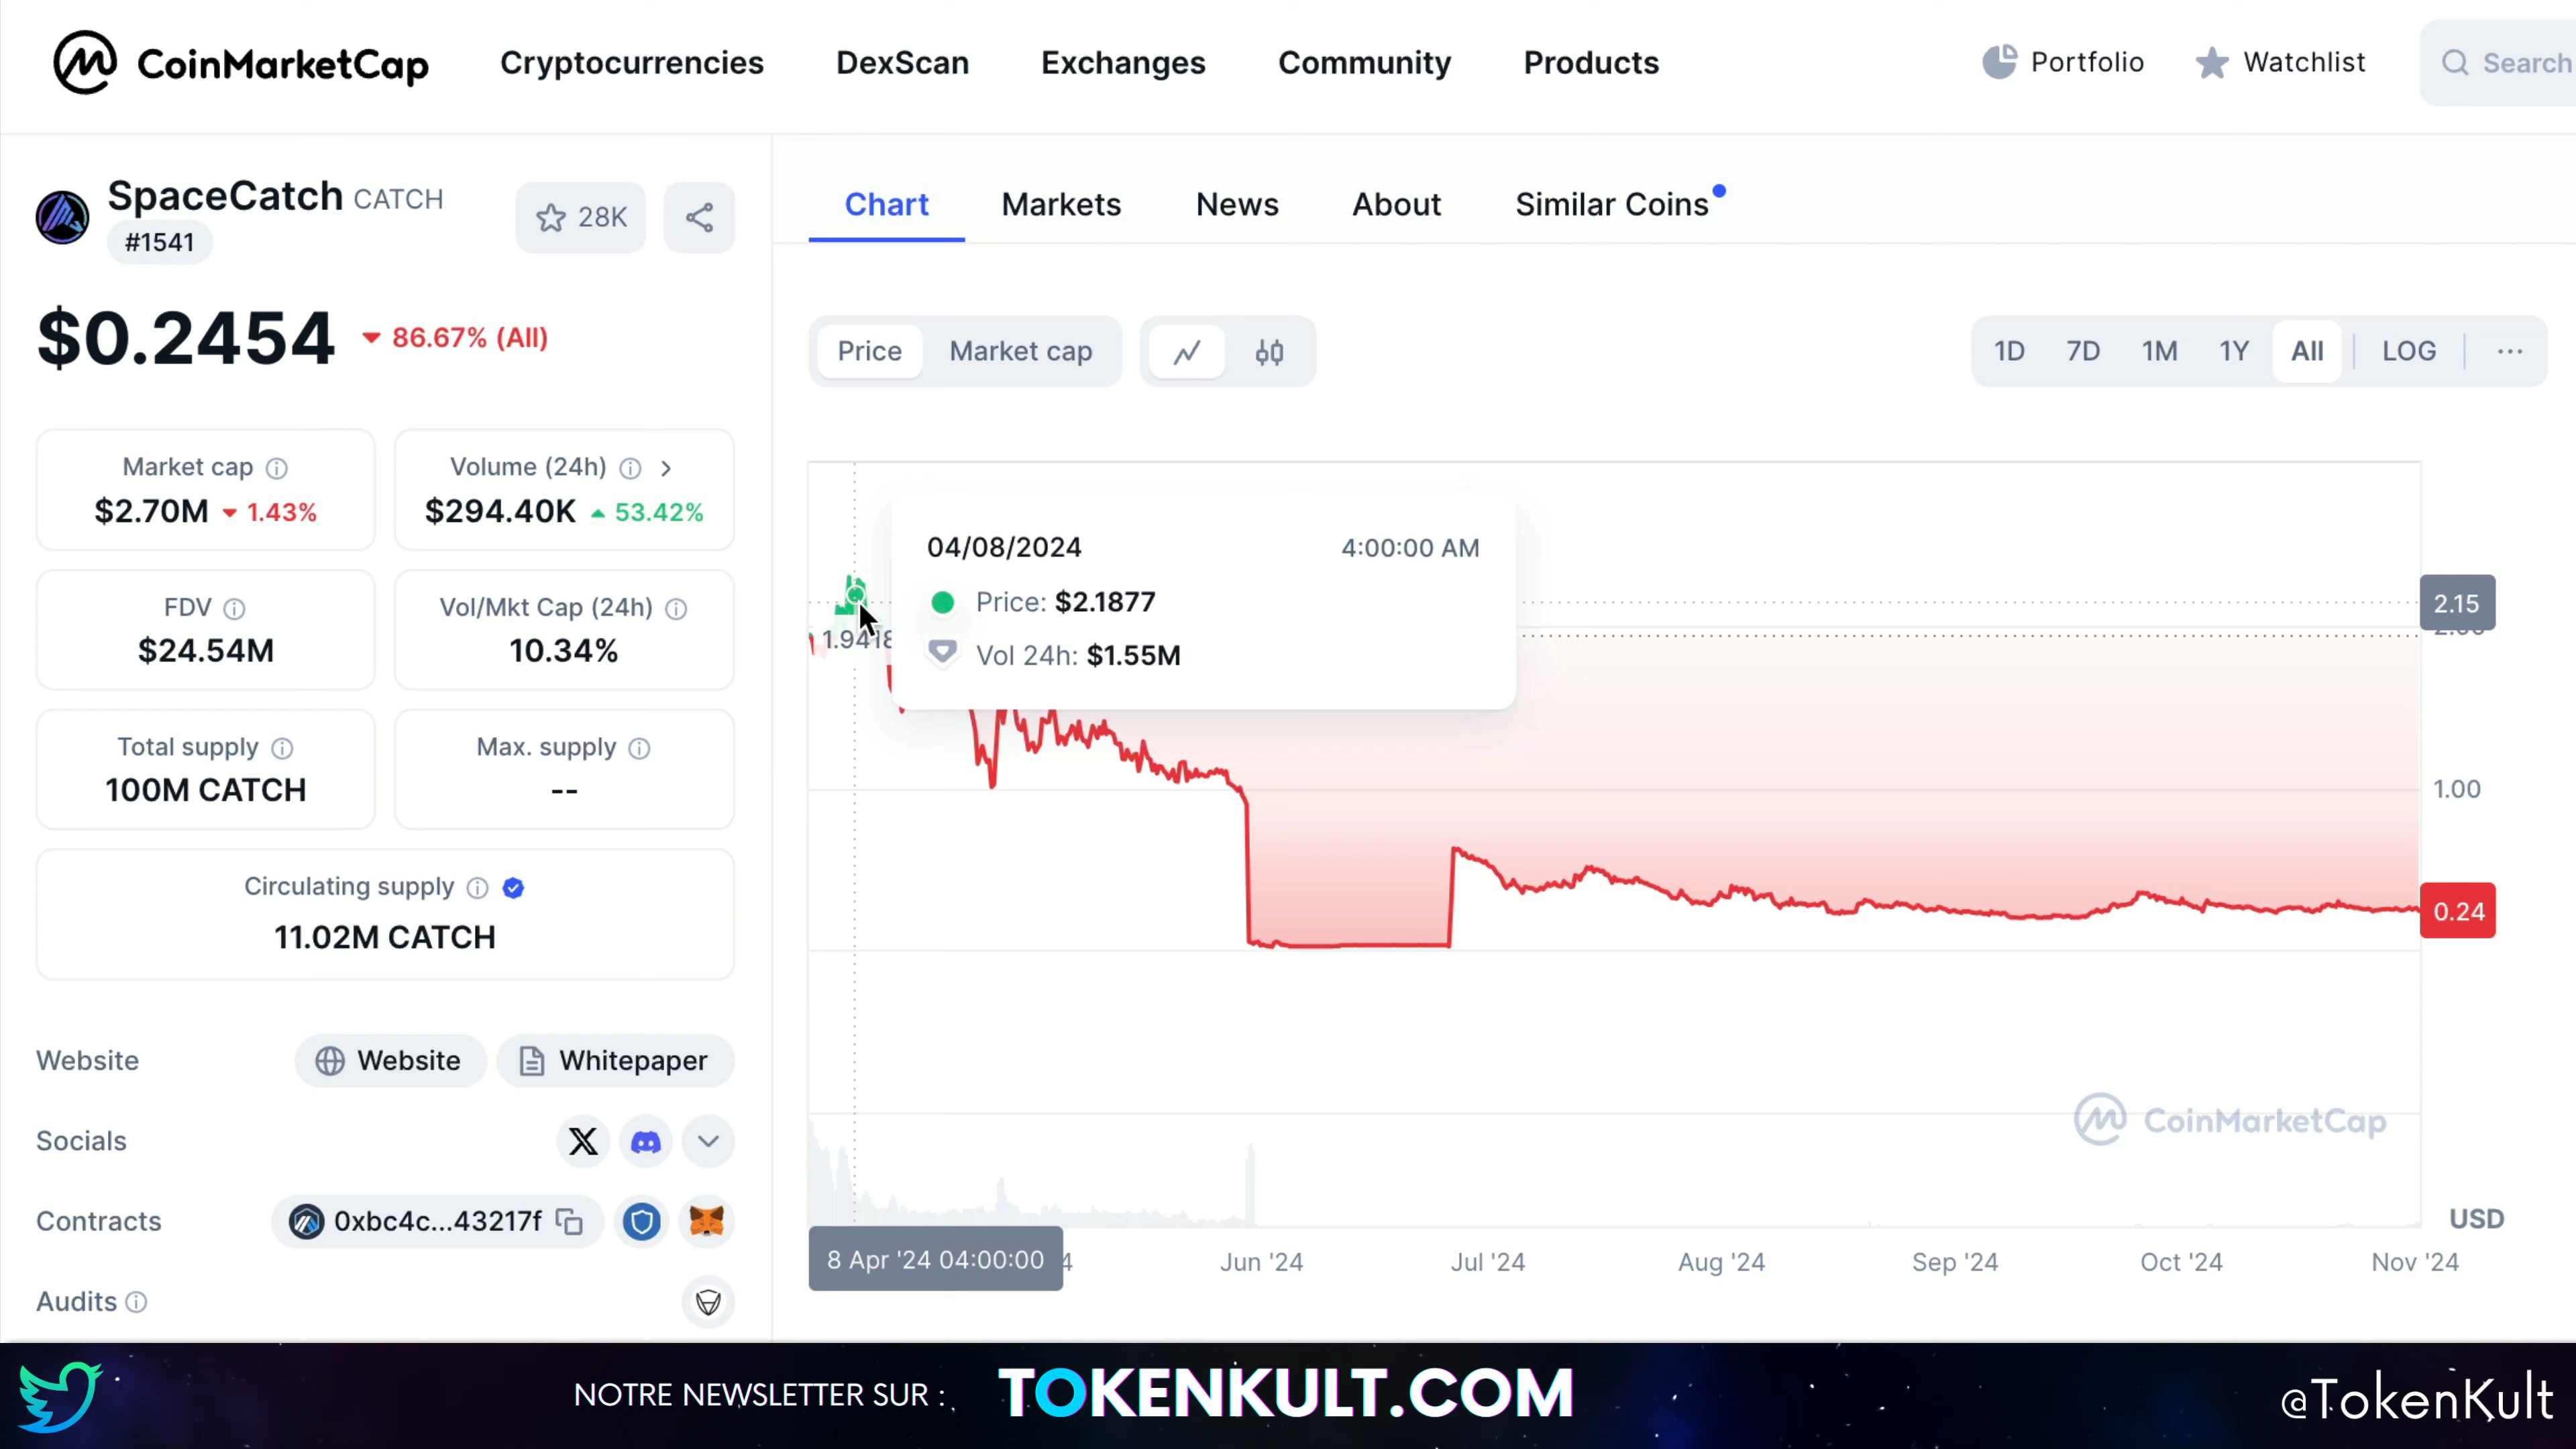 CoinMarketCap Cryptocurrencies DexScan Exchanges Community Products Portfolio Watchlist Search
SpaceCatch CATCH
#1541
28K
$0.2454 86.67% (All)
Market cap
$2.70M 1.43%
Volume (24h)
$294.40K 53.42%
FDV
$24.54M
Vol/Mkt Cap (24h)
10.34%
Total supply
100M CATCH
Max. supply
--
Circulating supply
11.02M CATCH
Website Website Whitepaper
Socials
Contracts 0xbc4c...43217f
Audits
Chart Markets News About Similar Coins
Price Market cap
1D 7D 1M 1Y All LOG ...
04/08/2024 4:00:00 AM
Price: $2.1877
Vol 24h: $1.55M
1.9418
2.15
1.00
0.24
CoinMarketCap
USD
8 Apr '24 04:00:00 Jun '24 Jul '24 Aug '24 Sep '24 Oct '24 Nov '24
NOTRE NEWSLETTER SUR : TOKENKULT.COM
@TokenKult